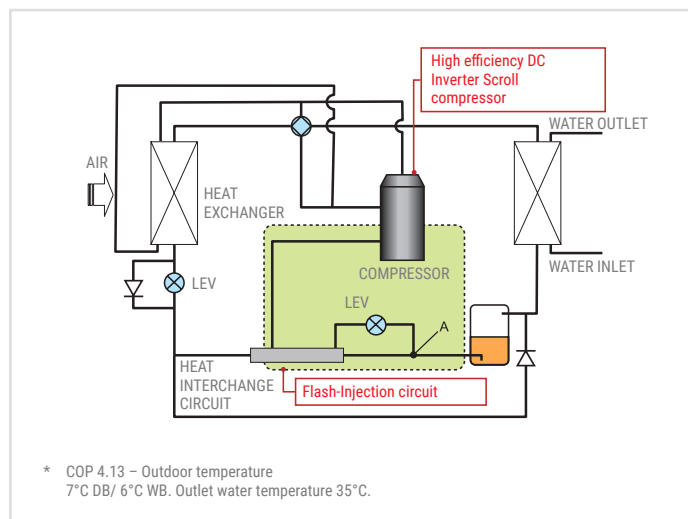 High efficiency DC
Inverter Scroll
compressor
WATER OUTLET
AIR
HEAT
EXCHANGER
COMPRESSOR
WATER INLET
LEV
LEV
A
HEAT
INTERCHANGE
CIRCUIT
Flash-Injection circuit
* COP 4.13 – Outdoor temperature
7°C DB/ 6°C WB. Outlet water temperature 35°C.